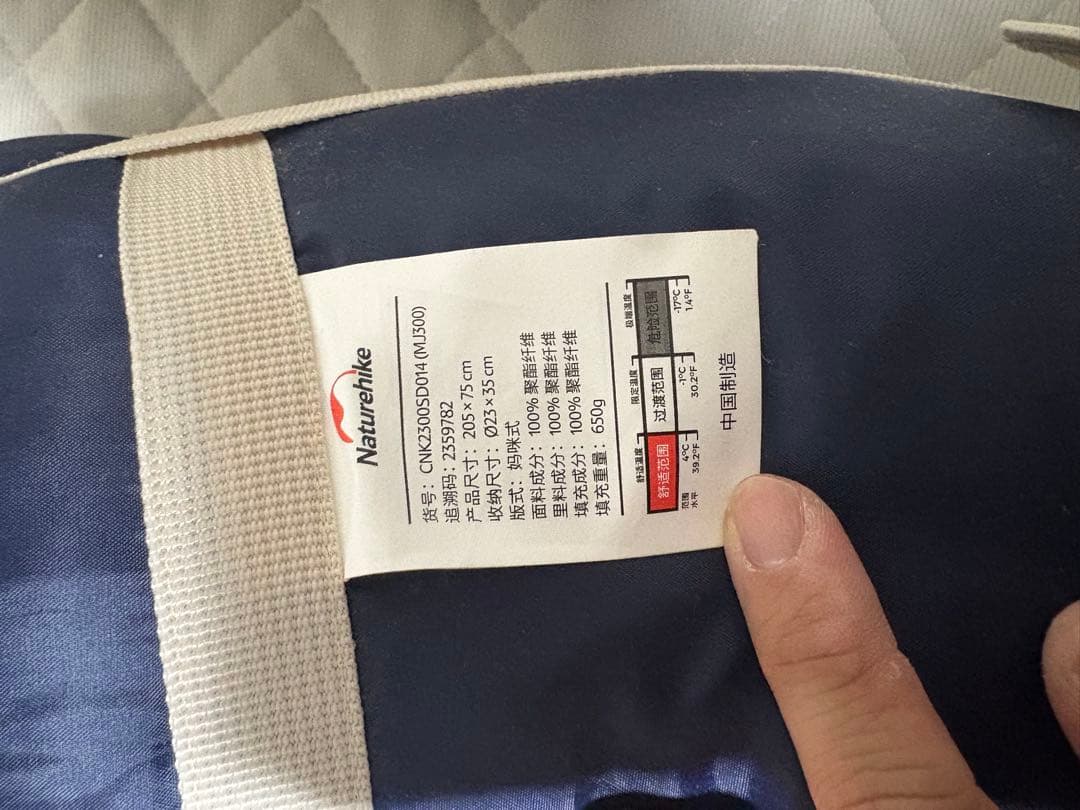 Naturehike
货号：CNK2300SD014 (MJ300)
追溯码：2359782
产品尺寸：205×75 cm
收纳尺寸：Ø23×35 cm
版式：妈咪式
面料成分：100% 聚酯纤维
里料成分：100% 聚酯纤维
填充成分：100% 聚酯纤维
填充重量：650g
舒适温度 限定温度 极端温度
舒适范围 过渡范围 危险范围
范围 4°C -1°C -17°C
水平 39.2°F 30.2°F 1.4°F
中国制造